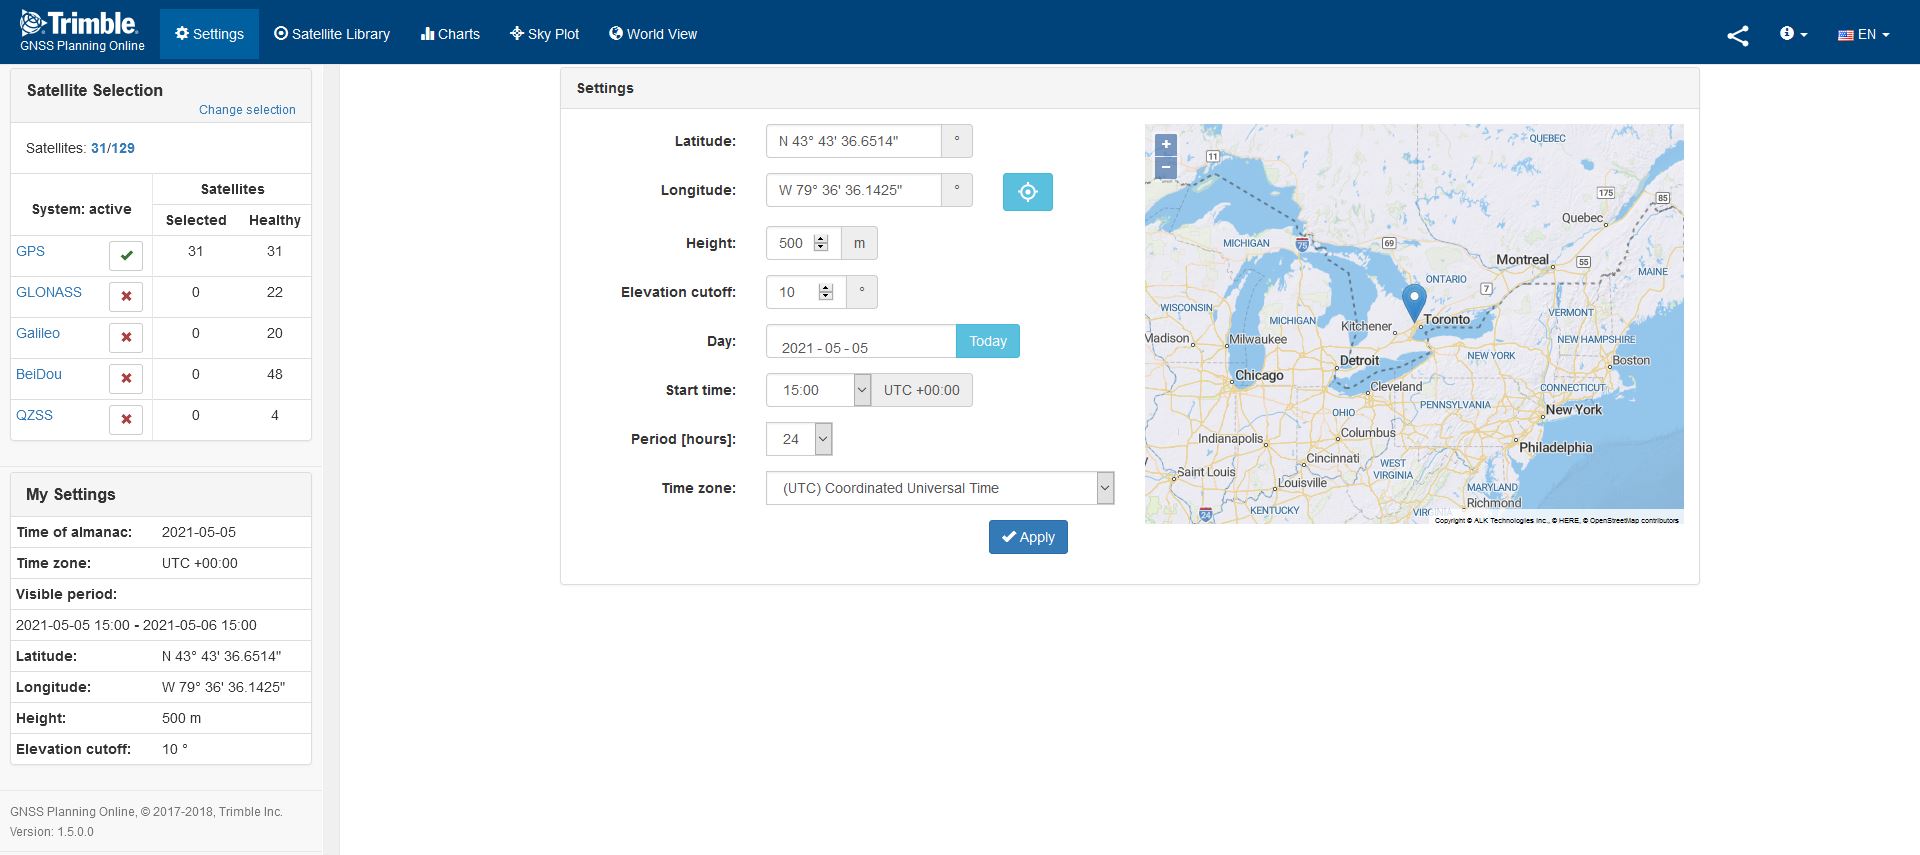 Trimble.
GNSS Planning Online
Settings
Satellite Library
Charts
Sky Plot
World View
EN
Satellite Selection
Change selection
Satellites: 31/129
System: active
Satellites
Selected
Healthy
GPS 31 31
GLONASS 0 22
Galileo 0 20
BeiDou 0 48
QZSS 0 4
My Settings
Time of almanac: 2021-05-05
Time zone: UTC +00:00
Visible period:
2021-05-05 15:00 - 2021-05-06 15:00
Latitude: N 43° 43' 36.6514"
Longitude: W 79° 36' 36.1425"
Height: 500 m
Elevation cutoff: 10 °
GNSS Planning Online, © 2017-2018, Trimble Inc.
Version: 1.5.0.0
Settings
Latitude: N 43° 43' 36.6514" °
Longitude: W 79° 36' 36.1425" °
Height: 500 m
Elevation cutoff: 10 °
Day: 2021-05-05 Today
Start time: 15:00 UTC +00:00
Period [hours]: 24
Time zone: (UTC) Coordinated Universal Time
Apply
+
−
QUEBEC
11
175
85
Quebec
MICHIGAN
75
69
Montreal
55
MAINE
ONTARIO
7
WISCONSIN
MICHIGAN
Kitchener
Toronto
VERMONT
Madison
Milwaukee
NEW HAMPSHIRE
Detroit
NEW YORK
Boston
Chicago
Cleveland
CONNECTICUT
OHIO
PENNSYLVANIA
New York
Indianapolis
Columbus
Philadelphia
Cincinnati
Saint Louis
WEST
VIRGINIA
Louisville
MARYLAND
Richmond
24
KENTUCKY
Copyright © ALK Technologies Inc., © HERE, © OpenStreetMap contributors